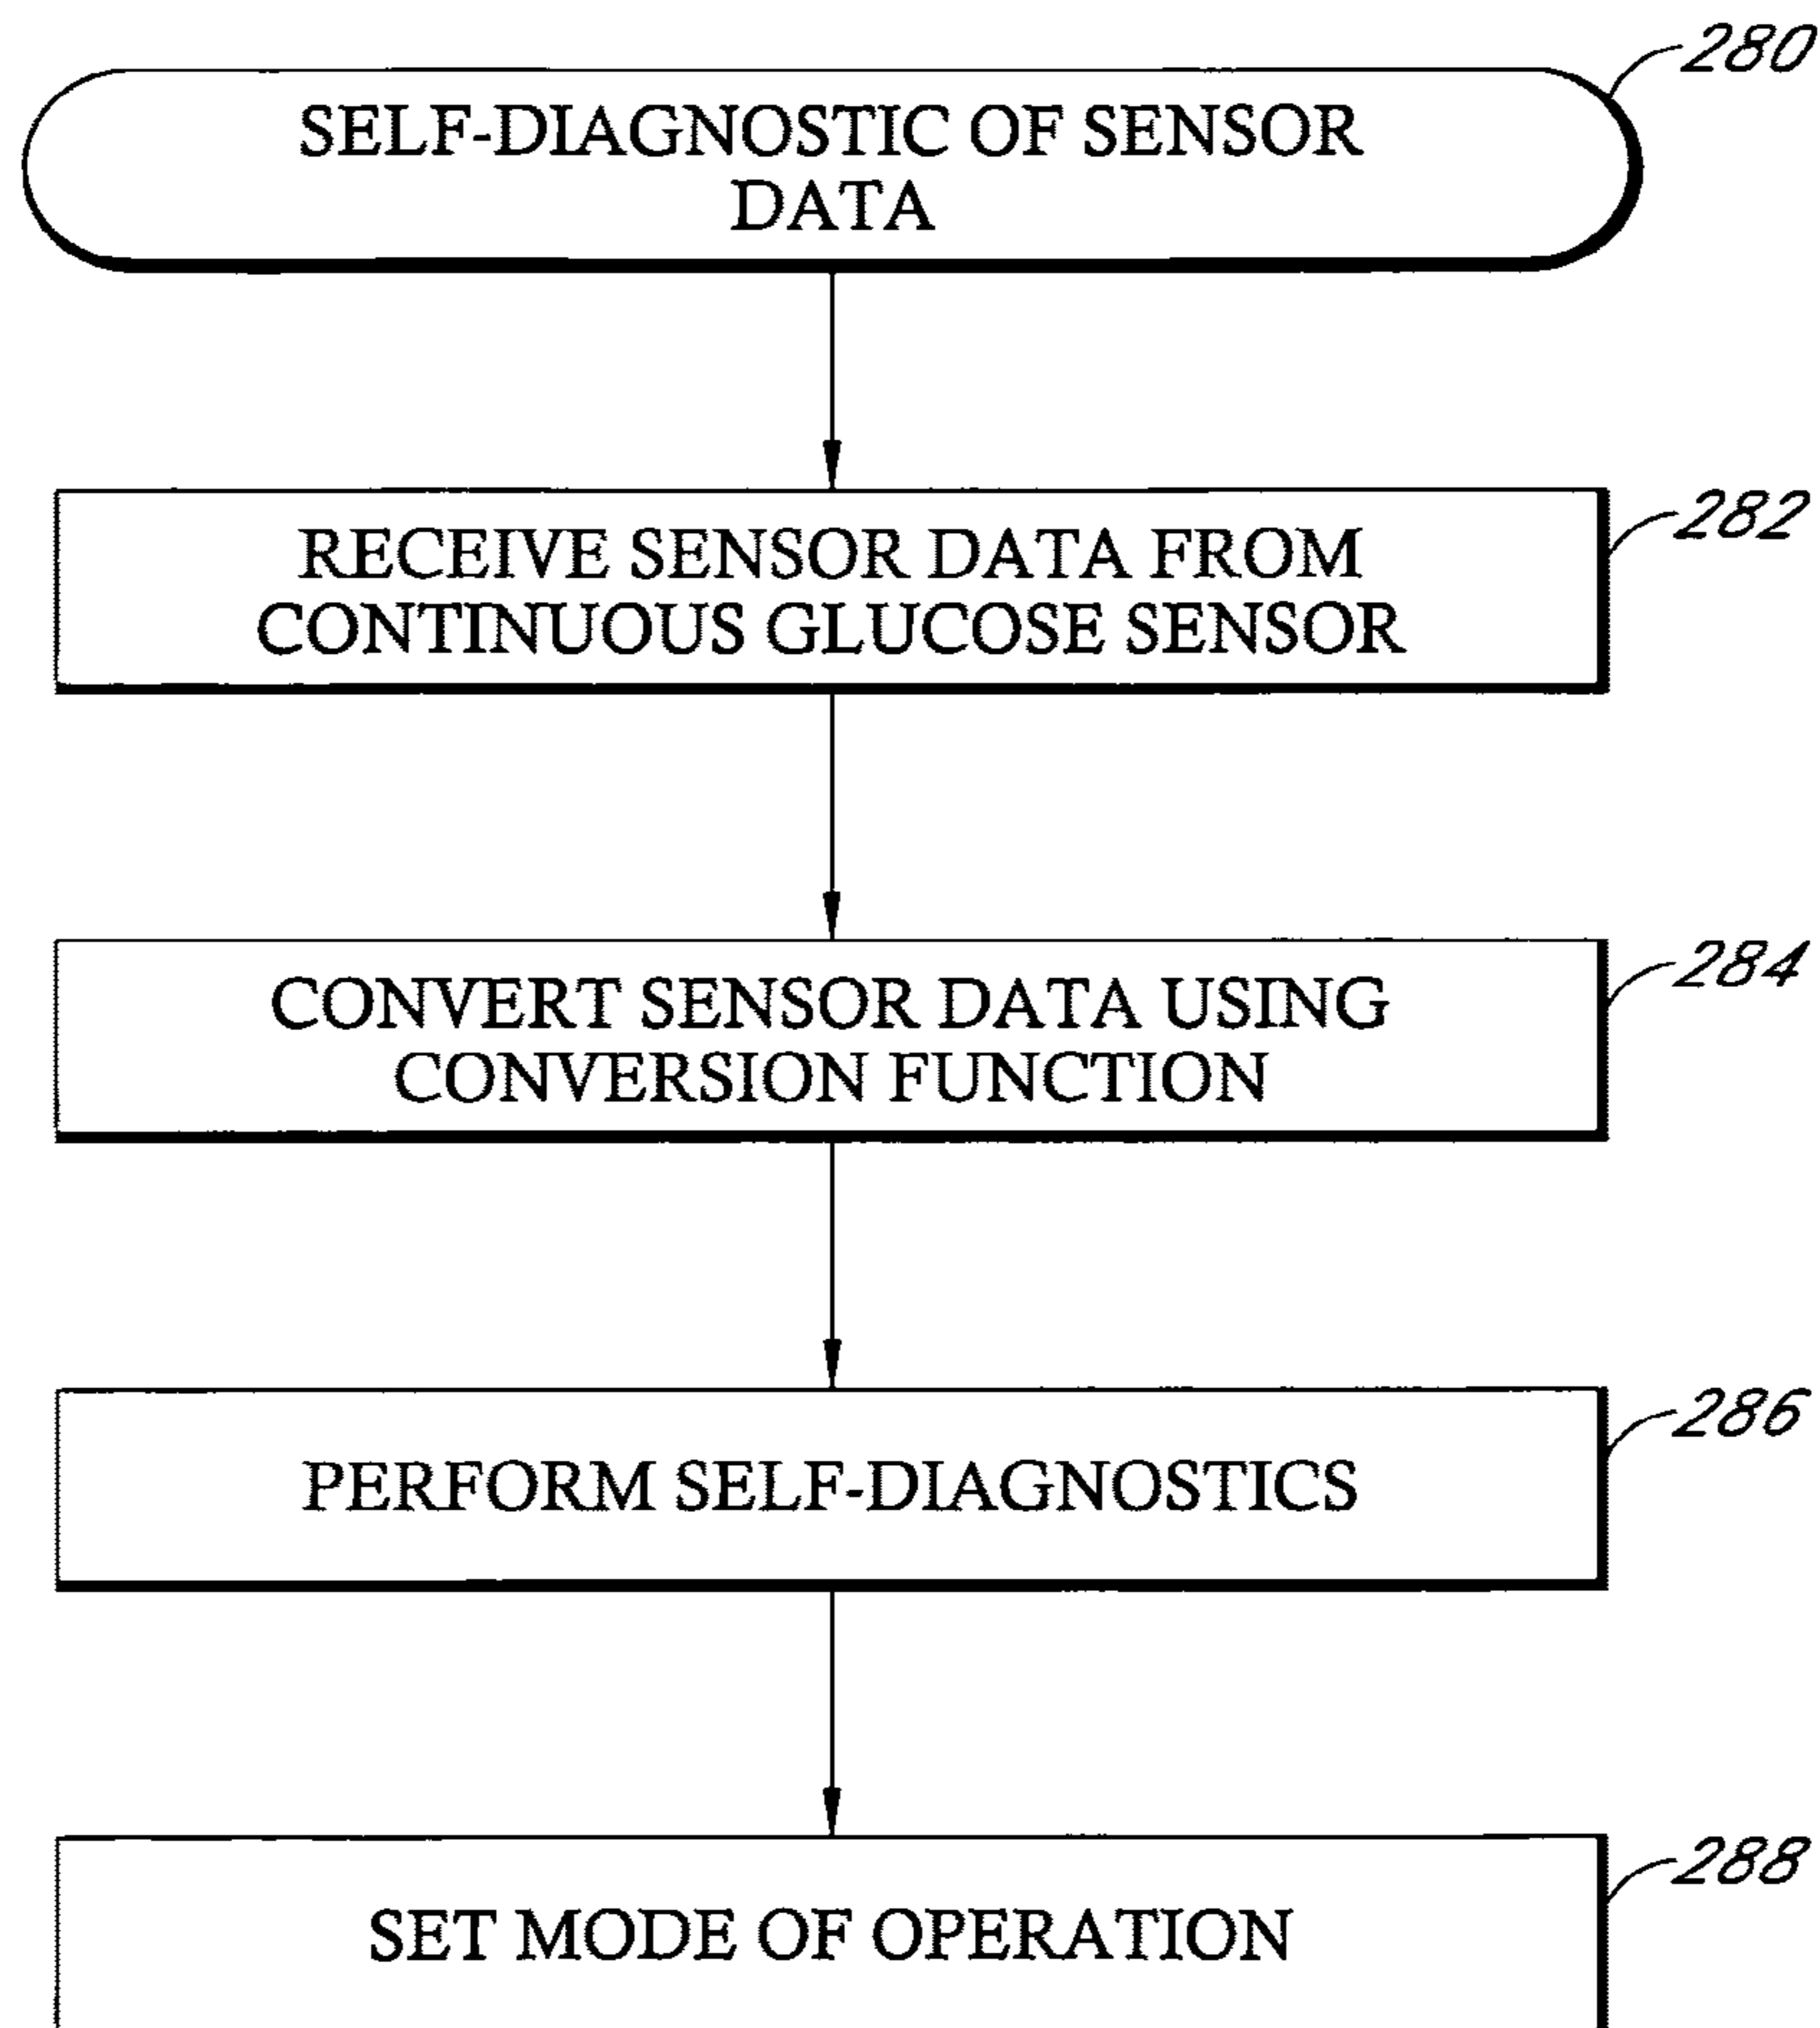 280
SELF-DIAGNOSTIC OF SENSOR
DATA
282
RECEIVE SENSOR DATA FROM
CONTINUOUS GLUCOSE SENSOR
284
CONVERT SENSOR DATA USING
CONVERSION FUNCTION
286
PERFORM SELF-DIAGNOSTICS
288
SET MODE OF OPERATION